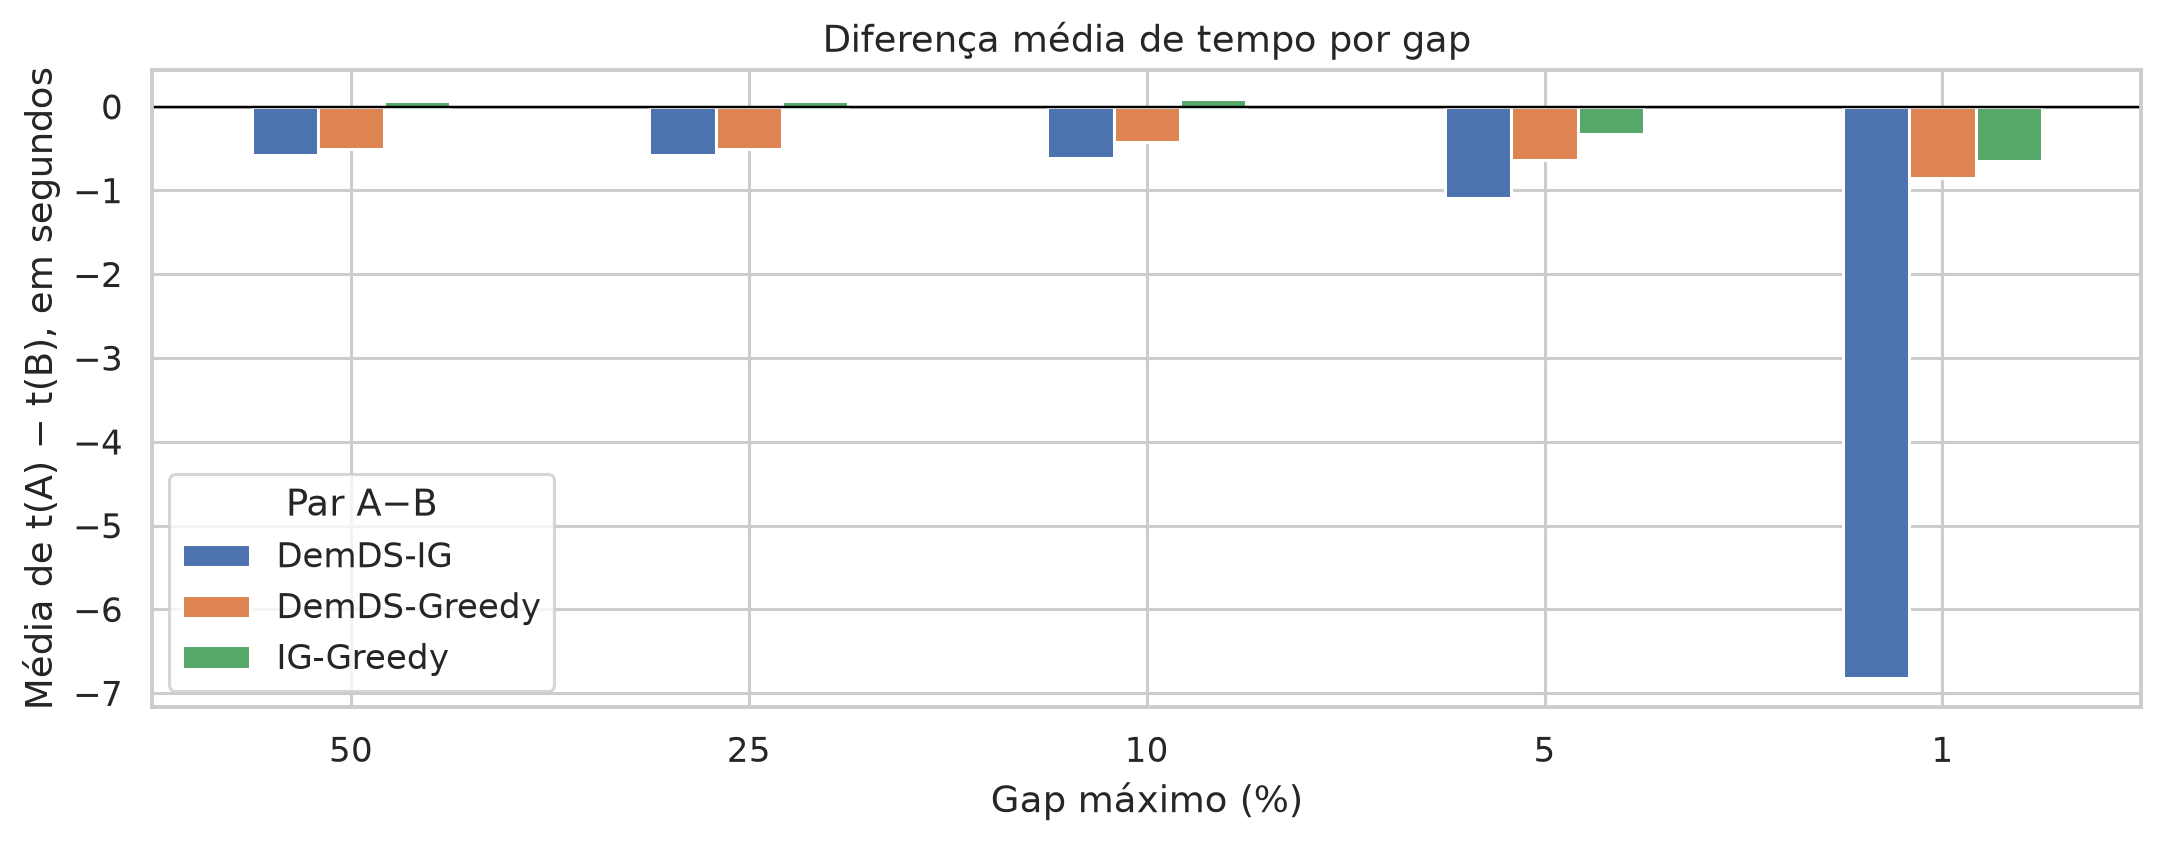 Diferença média de tempo por gap
Média de t(A) − t(B), em segundos
0
−1
−2
−3
−4
−5
−6
−7
Par A−B
DemDS-IG
DemDS-Greedy
IG-Greedy
50 25 10 5 1
Gap máximo (%)